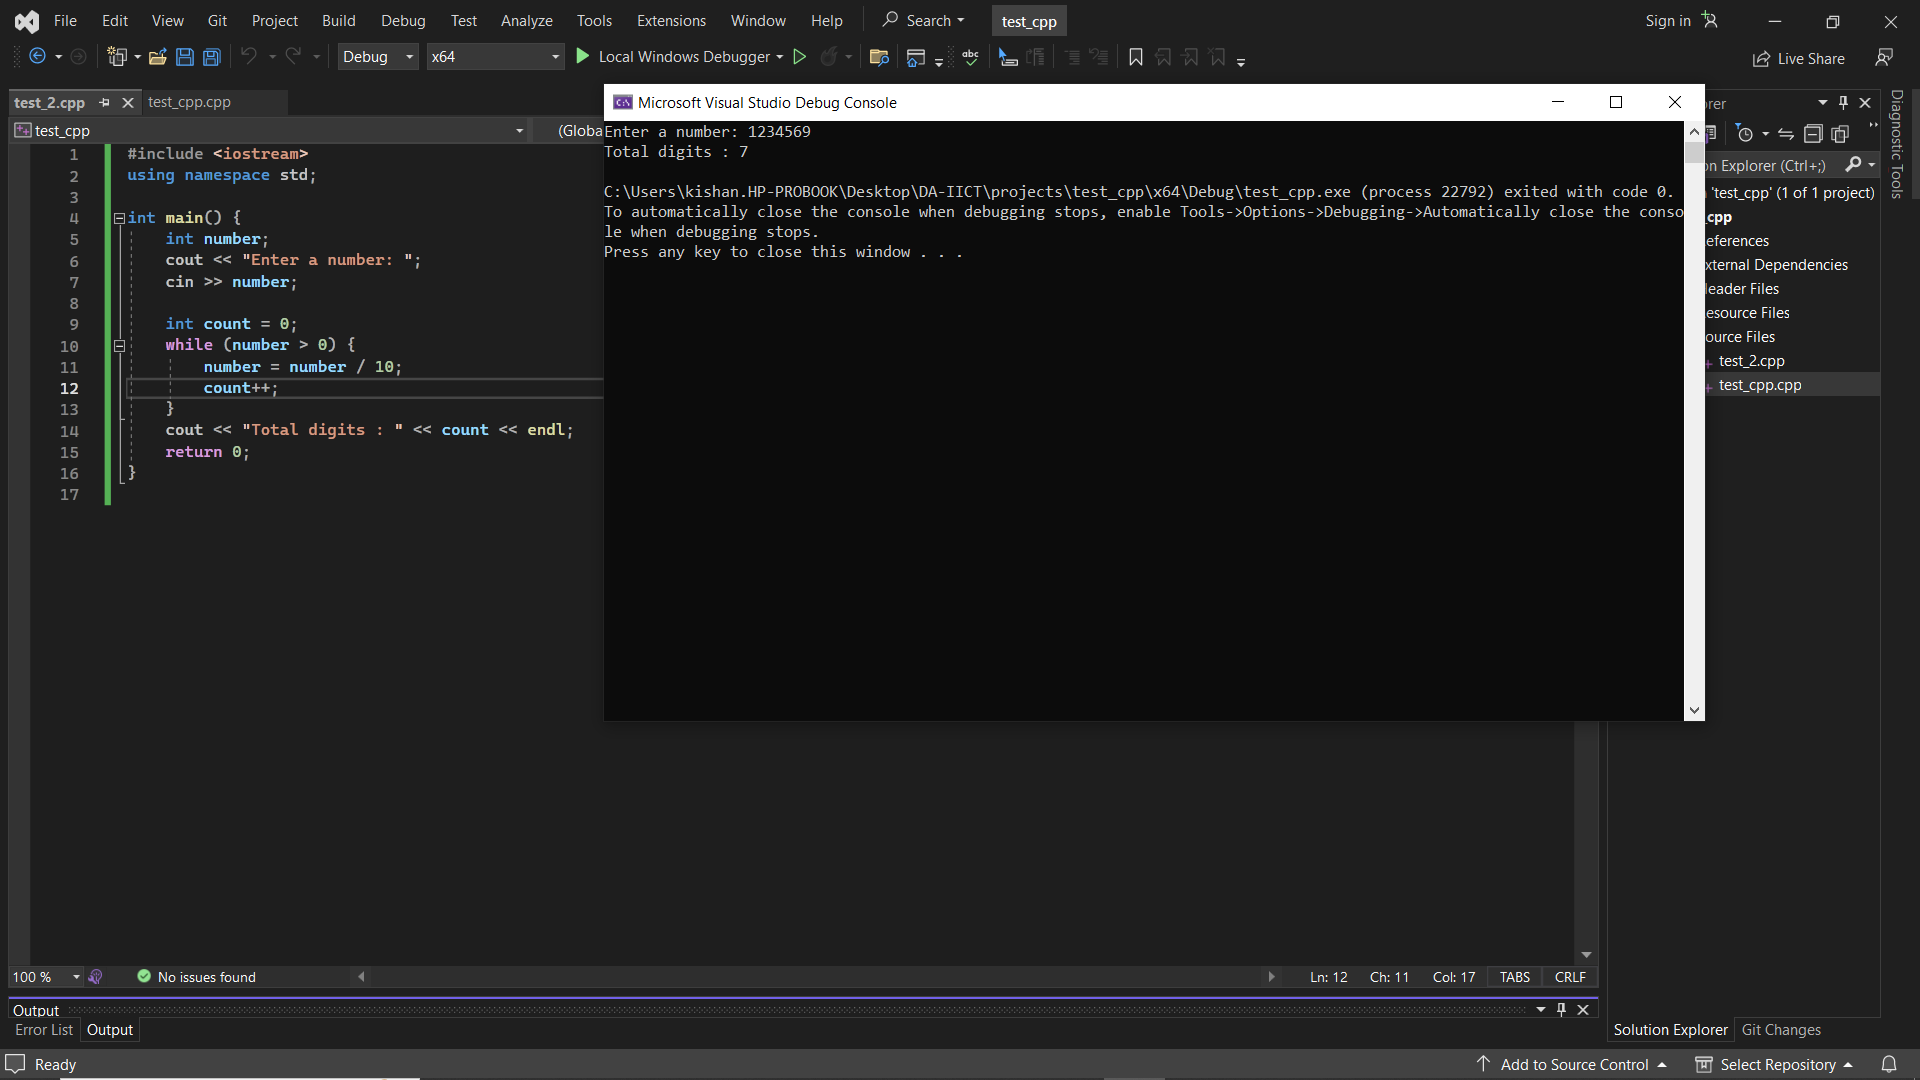 File Edit View Git Project Build Debug Test Analyze Tools Extensions Window Help Search test_cpp Sign in
Debug x64 Local Windows Debugger abc Live Share
test_2.cpp test_cpp.cpp
test_cpp (Globa
1 #include <iostream>
2 using namespace std;
3
4 int main() {
5 int number;
6 cout << "Enter a number: ";
7 cin >> number;
8
9 int count = 0;
10 while (number > 0) {
11 number = number / 10;
12 count++;
13 }
14 cout << "Total digits : " << count << endl;
15 return 0;
16 }
17
C:\ Microsoft Visual Studio Debug Console
Enter a number: 1234569
Total digits : 7
C:\Users\kishan.HP-PROBOOK\Desktop\DA-IICT\projects\test_cpp\x64\Debug\test_cpp.exe (process 22792) exited with code 0.
To automatically close the console when debugging stops, enable Tools->Options->Debugging->Automatically close the conso
le when debugging stops.
Press any key to close this window . . .
rer
on Explorer (Ctrl+;)
'test_cpp' (1 of 1 project)
_cpp
eferences
xternal Dependencies
eader Files
esource Files
ource Files
test_2.cpp
test_cpp.cpp
Diagnostic Tools
100 % No issues found Ln: 12 Ch: 11 Col: 17 TABS CRLF
Output
Error List Output
Solution Explorer Git Changes
Ready Add to Source Control Select Repository